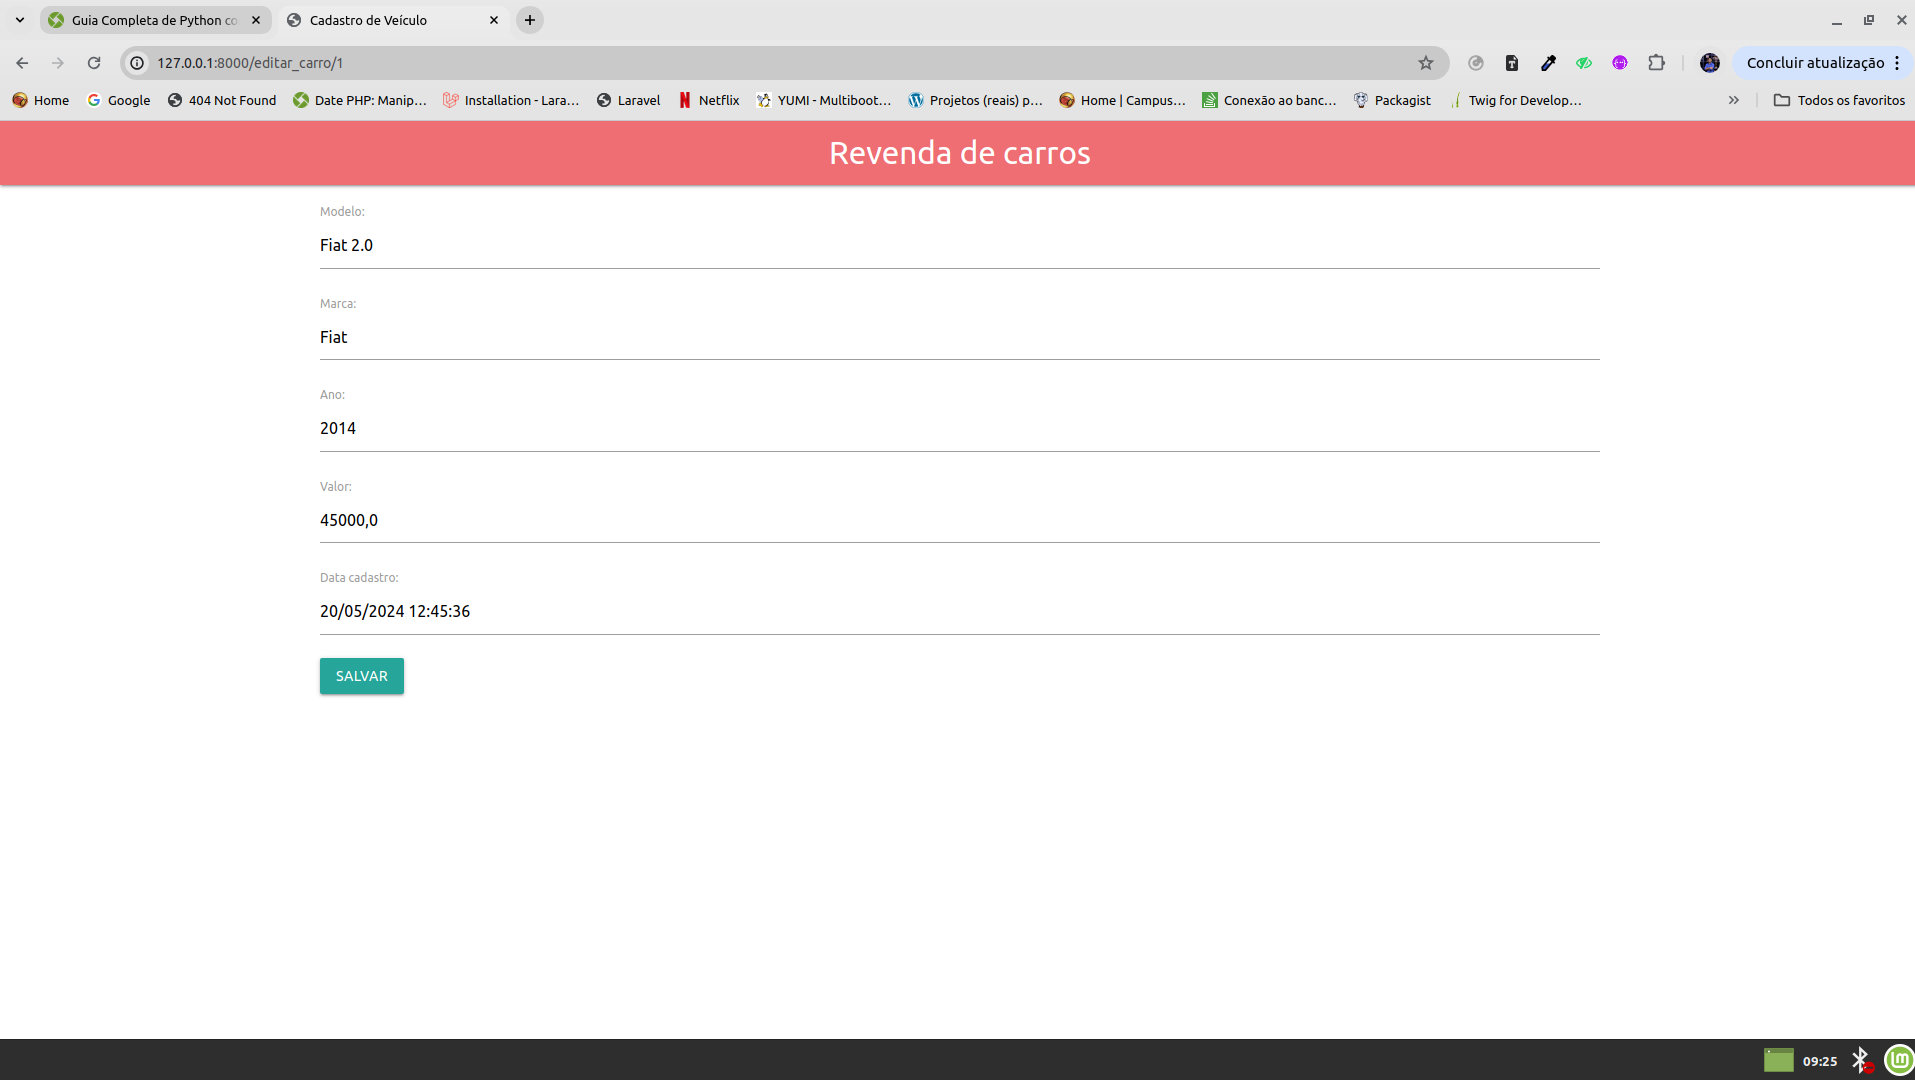 Guia Completa de Python co
Cadastro de Veículo
127.0.0.1:8000/editar_carro/1
Concluir atualização
Home
Google
404 Not Found
Date PHP: Manip…
Installation - Lara…
Laravel
Netflix
YUMI - Multiboot…
Projetos (reais) p…
Home | Campus…
Conexão ao banc…
Packagist
Twig for Develop…
Todos os favoritos
Revenda de carros
Modelo:
Fiat 2.0
Marca:
Fiat
Ano:
2014
Valor:
45000,0
Data cadastro:
20/05/2024 12:45:36
SALVAR
09:25